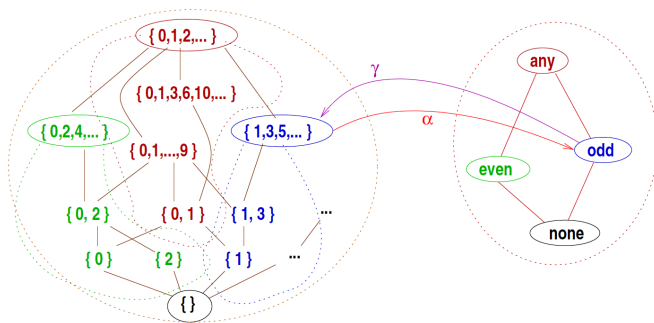 { 0,1,2,... }
any
γ
{ 0,1,3,6,10,...}
α
{ 0,2,4,... }
{ 1,3,5,... }
odd
{ 0,1,...,9 }
even
{ 0, 2 }
{ 0, 1 }
{ 1, 3 }
...
none
{ 0 }
{ 2 }
{ 1 }
...
{ }